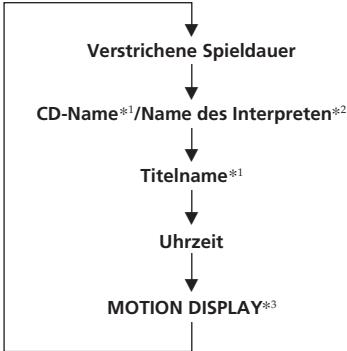 Verstrichene Spieldauer
CD-Name*1/Name des Interpreten*2
Titelname*1
Uhrzeit
MOTION DISPLAY*3